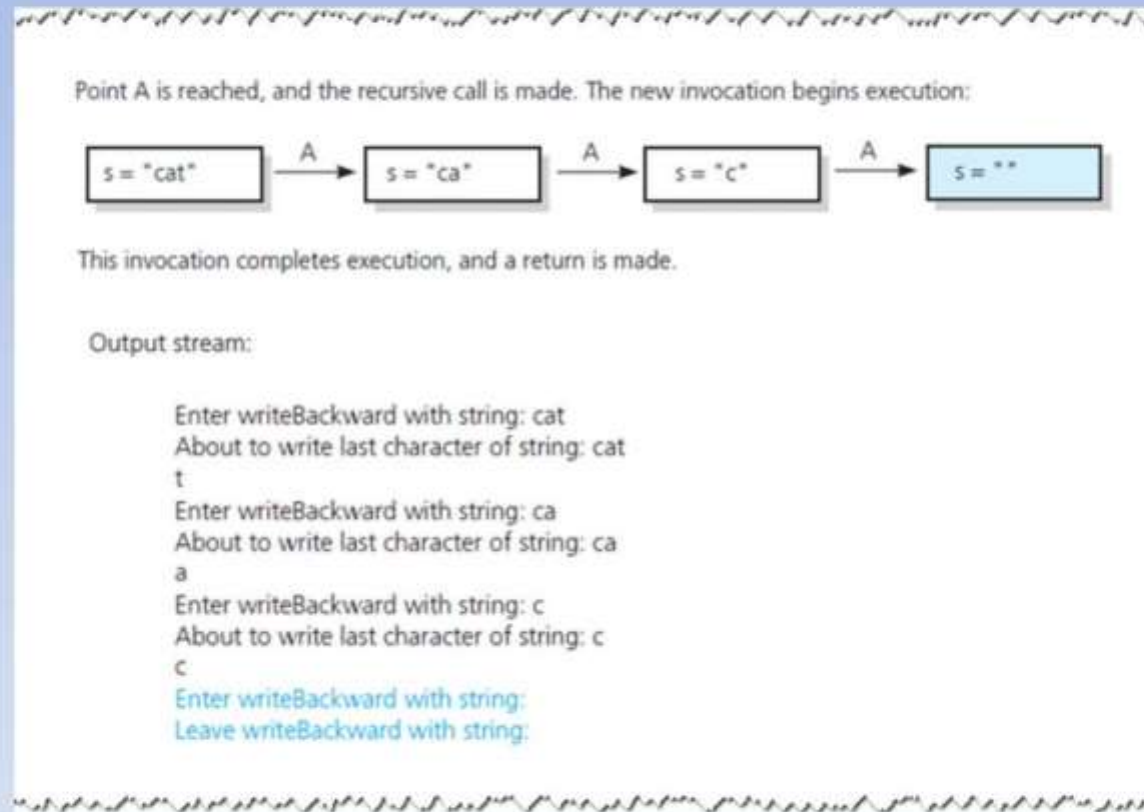 Point A is reached, and the recursive call is made. The new invocation begins execution:
A A A
s = "cat" s = "ca" s = "c" s = ""
This invocation completes execution, and a return is made.
Output stream:
Enter writeBackward with string: cat
About to write last character of string: cat
t
Enter writeBackward with string: ca
About to write last character of string: ca
a
Enter writeBackward with string: c
About to write last character of string: c
c
Enter writeBackward with string:
Leave writeBackward with string: